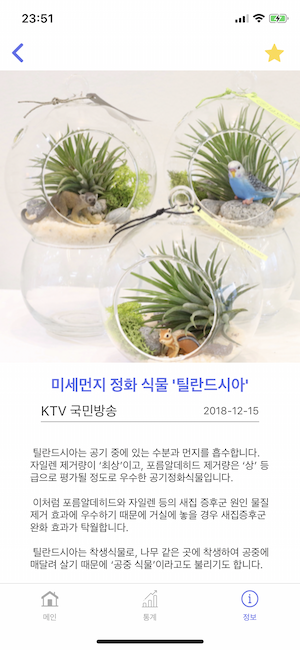 23:51
미세먼지 정화 식물 '틸란드시아'
KTV 국민방송
2018-12-15
틸란드시아는 공기 중에 있는 수분과 먼지를 흡수합니다.
자일렌 제거량이 '최상'이고, 포름알데히드 제거량은 '상' 등
급으로 평가될 정도로 우수한 공기정화식물입니다.
이처럼 포름알데히드와 자일렌 등의 새집 증후군 원인 물질
제거 효과에 우수하기 때문에 거실에 놓을 경우 새집증후군
완화 효과가 탁월합니다.
틸란드시아는 착생식물로, 나무 같은 곳에 착생하여 공중에
매달려 살기 때문에 '공중 식물'이라고도 불리기도 합니다.
메인
통계
정보